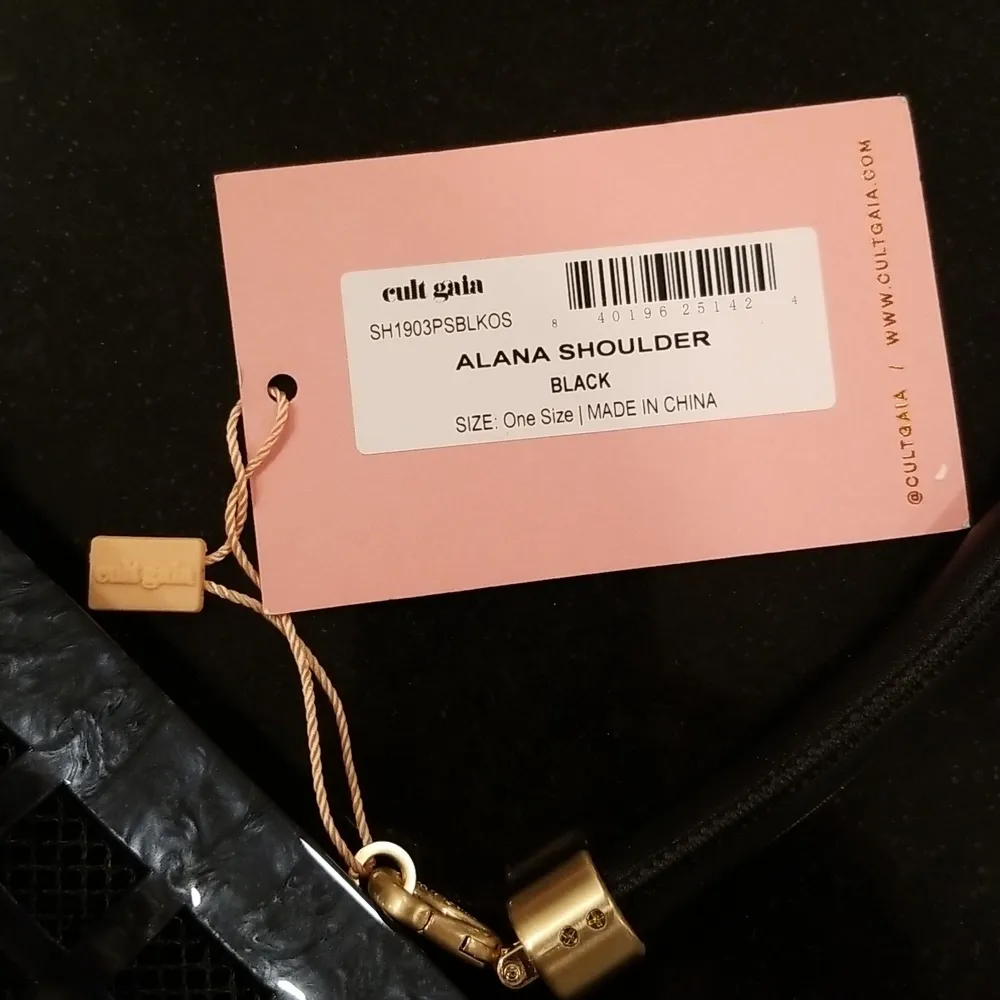 cult gaia
SH1903PSBLKOS
8 40196 25142 4
ALANA SHOULDER
BLACK
SIZE: One Size | MADE IN CHINA
@CULTGAIA / WWW.CULTGAIA.COM
cult gaia